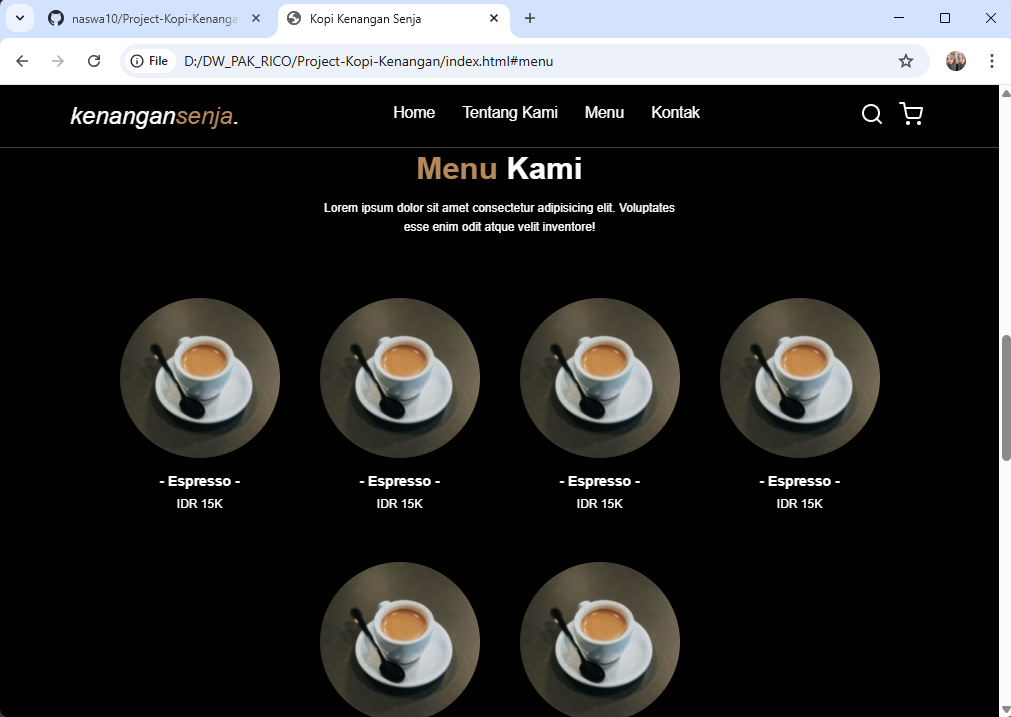 naswa10/Project-Kopi-Kenanga
Kopi Kenangan Senja
File
D:/DW_PAK_RICO/Project-Kopi-Kenangan/index.html#menu
kenangansenja.
Home
Tentang Kami
Menu
Kontak
Menu Kami
Lorem ipsum dolor sit amet consectetur adipisicing elit. Voluptates
esse enim odit atque velit inventore!
- Espresso -
- Espresso -
- Espresso -
- Espresso -
IDR 15K
IDR 15K
IDR 15K
IDR 15K